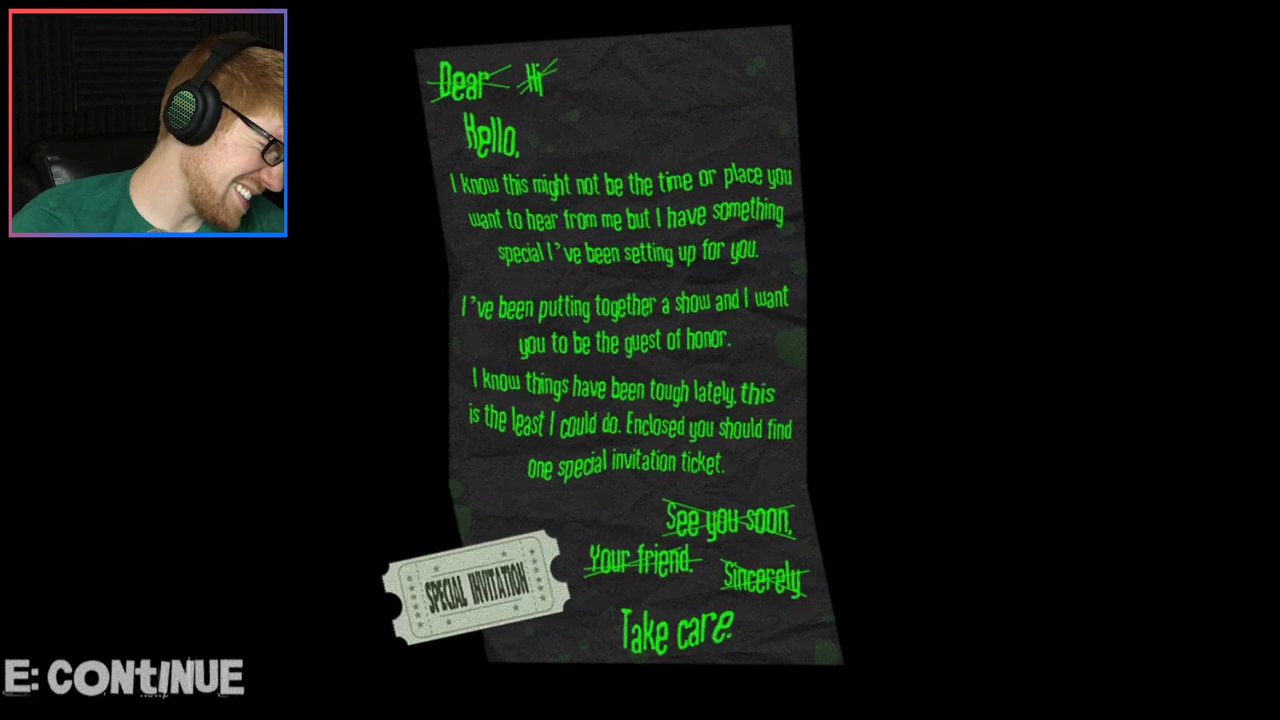 Dear Hi
Hello,
I know this might not be the time or place you
want to hear from me but I have something
special I've been setting up for you.
I've been putting together a show and I want
you to be the guest of honor.
I know things have been tough lately, this
is the least I could do. Enclosed you should find
one special invitation ticket.
See you soon,
Your friend.
Sincerely
Take care.
SPECIAL INVITATION
E: CONTINUE